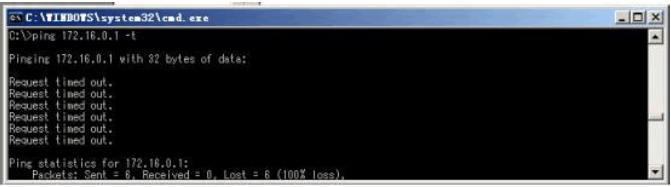 C:\WINDOWS\system32\cmd.exe
C:\>ping 172.16.0.1 -t
Pinging 172.16.0.1 with 32 bytes of data:
Request timed out.
Request timed out.
Request timed out.
Request timed out.
Request timed out.
Request timed out.
Ping statistics for 172.16.0.1:
Packets: Sent = 6, Received = 0, Lost = 6 (100% loss),